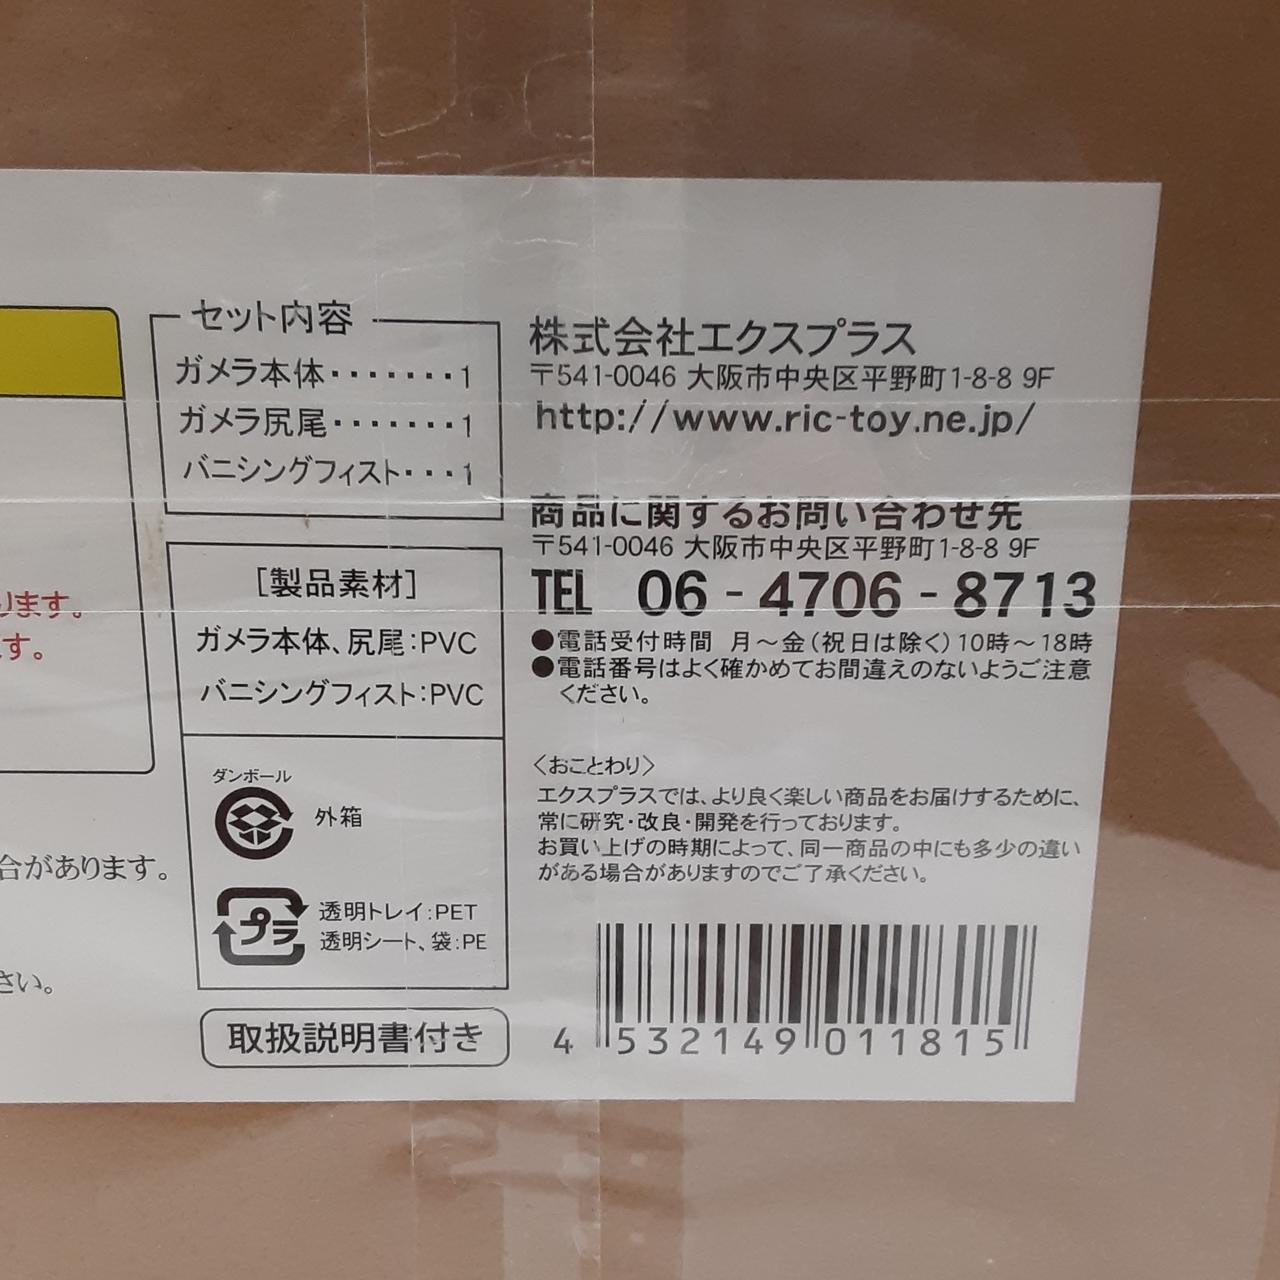 セット内容
ガメラ本体・・・・・・・1
ガメラ尻尾・・・・・・・1
バニシングフィスト・・・1
[製品素材]
ガメラ本体、尻尾:PVC
バニシングフィスト:PVC
ダンボール
外箱
プラ
透明トレイ:PET
透明シート、袋:PE
取扱説明書付き
ります。
す。
合があります。
さい。
株式会社エクスプラス
〒541-0046 大阪市中央区平野町1-8-8 9F
http://www.ric-toy.ne.jp/
商品に関するお問い合わせ先
〒541-0046 大阪市中央区平野町1-8-8 9F
TEL 06-4706-8713
●電話受付時間 月~金(祝日は除く)10時~18時
●電話番号はよく確かめてお間違えのないようご注意
ください。
〈おことわり〉
エクスプラスでは、より良く楽しい商品をお届けするために、
常に研究・改良・開発を行っております。
お買い上げの時期によって、同一商品の中にも多少の違い
がある場合がありますのでご了承ください。
4 532149 011815